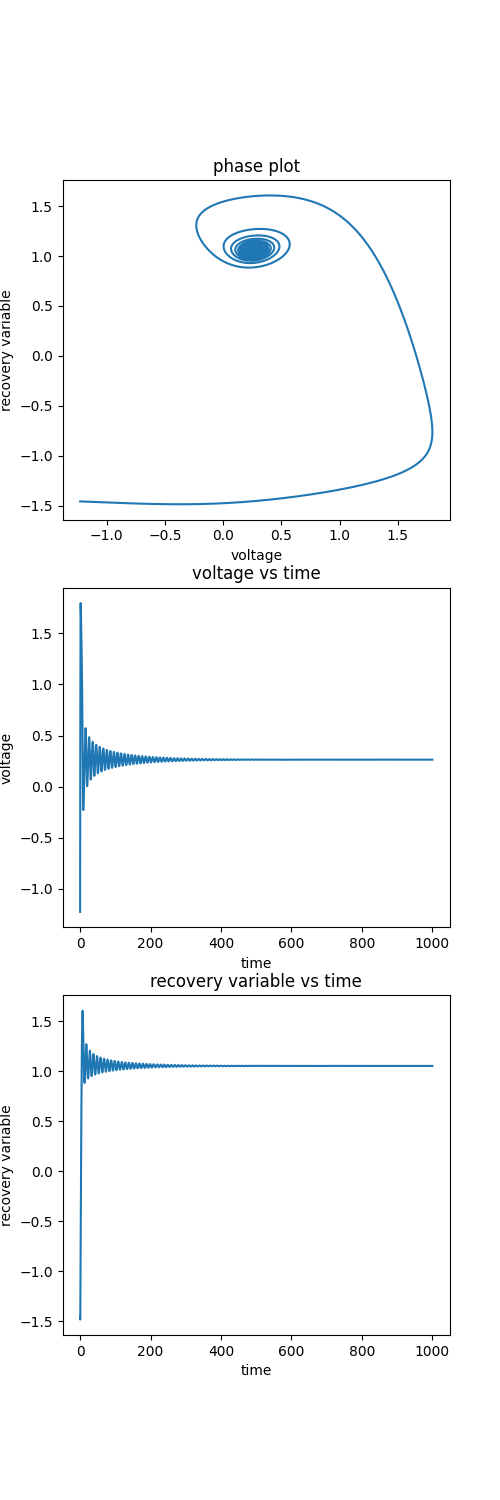 phase plot
1.5
1.0
0.5
0.0
−0.5
−1.0
−1.5
recovery variable
−1.0 −0.5 0.0 0.5 1.0 1.5
voltage
voltage vs time
1.5
1.0
0.5
0.0
−0.5
−1.0
voltage
0 200 400 600 800 1000
time
recovery variable vs time
1.5
1.0
0.5
0.0
−0.5
−1.0
−1.5
recovery variable
0 200 400 600 800 1000
time